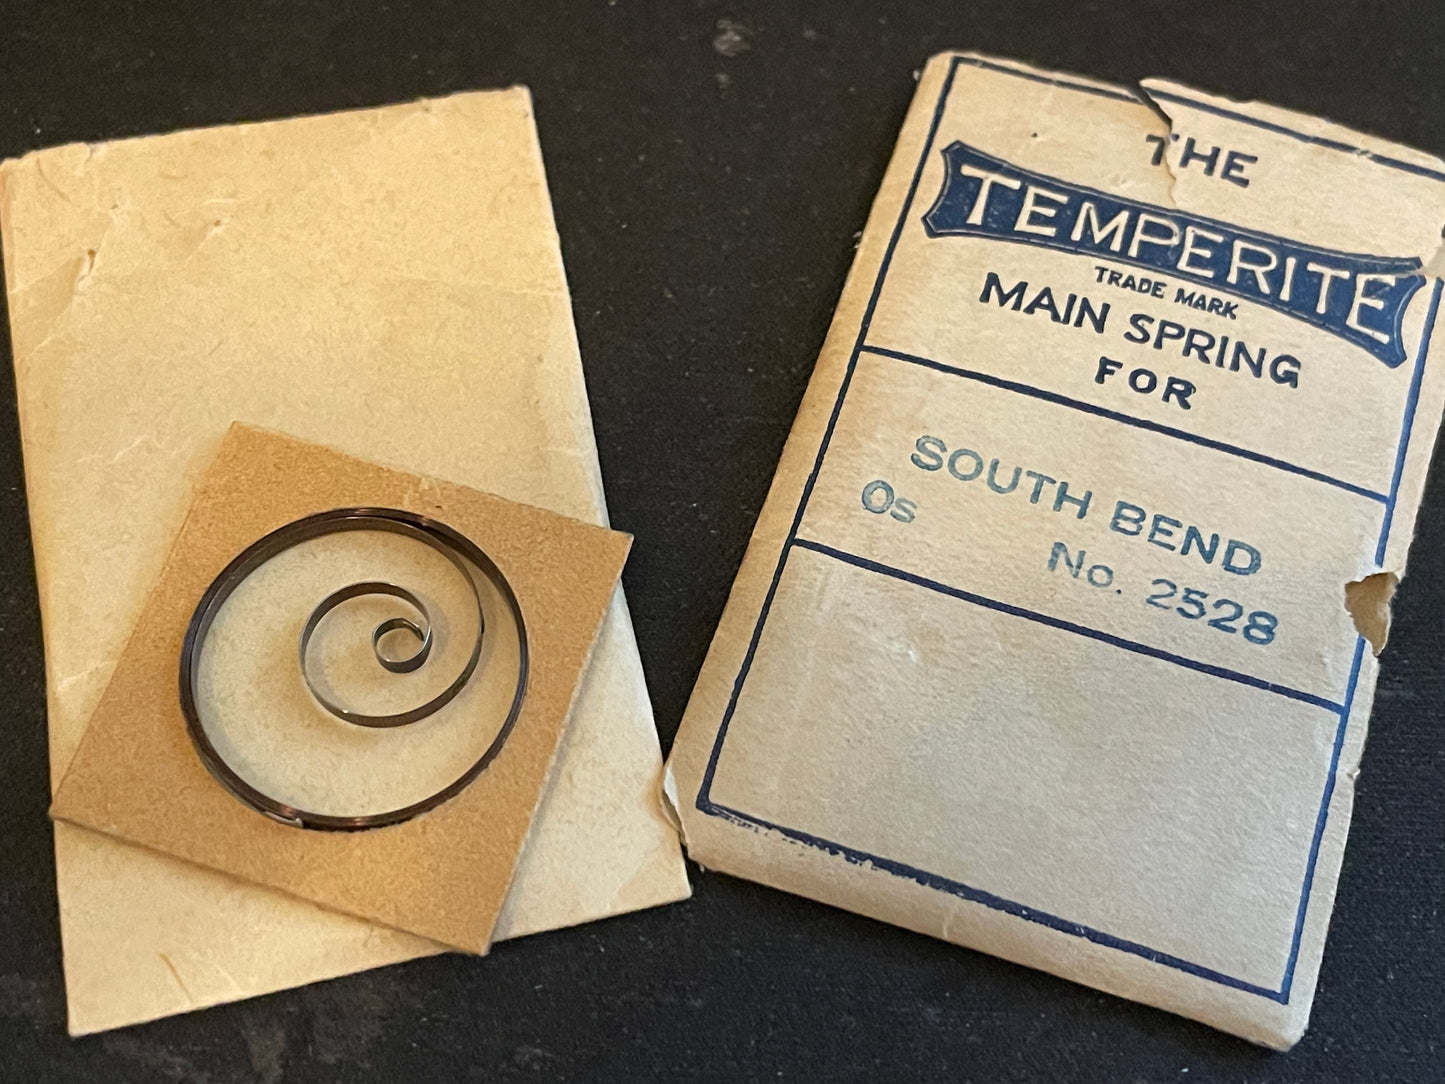 THE
TEMPERITE
TRADE MARK
MAIN SPRING
FOR
SOUTH BEND
0s No. 2528